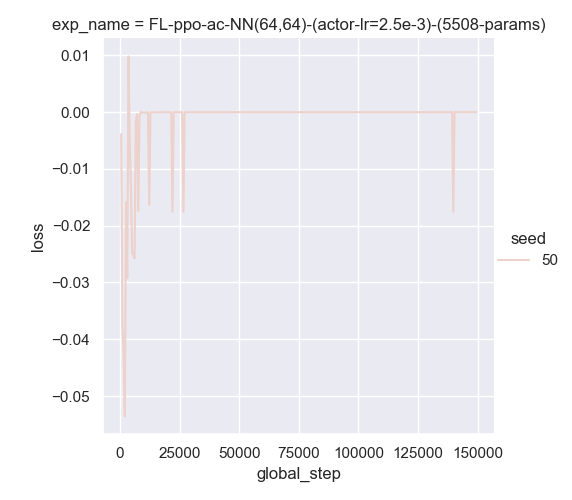 exp_name = FL-ppo-ac-NN(64,64)-(actor-lr=2.5e-3)-(5508-params)
0.01
0.00
−0.01
−0.02
−0.03
−0.04
−0.05
loss
0 25000 50000 75000 100000 125000 150000
global_step
seed
50